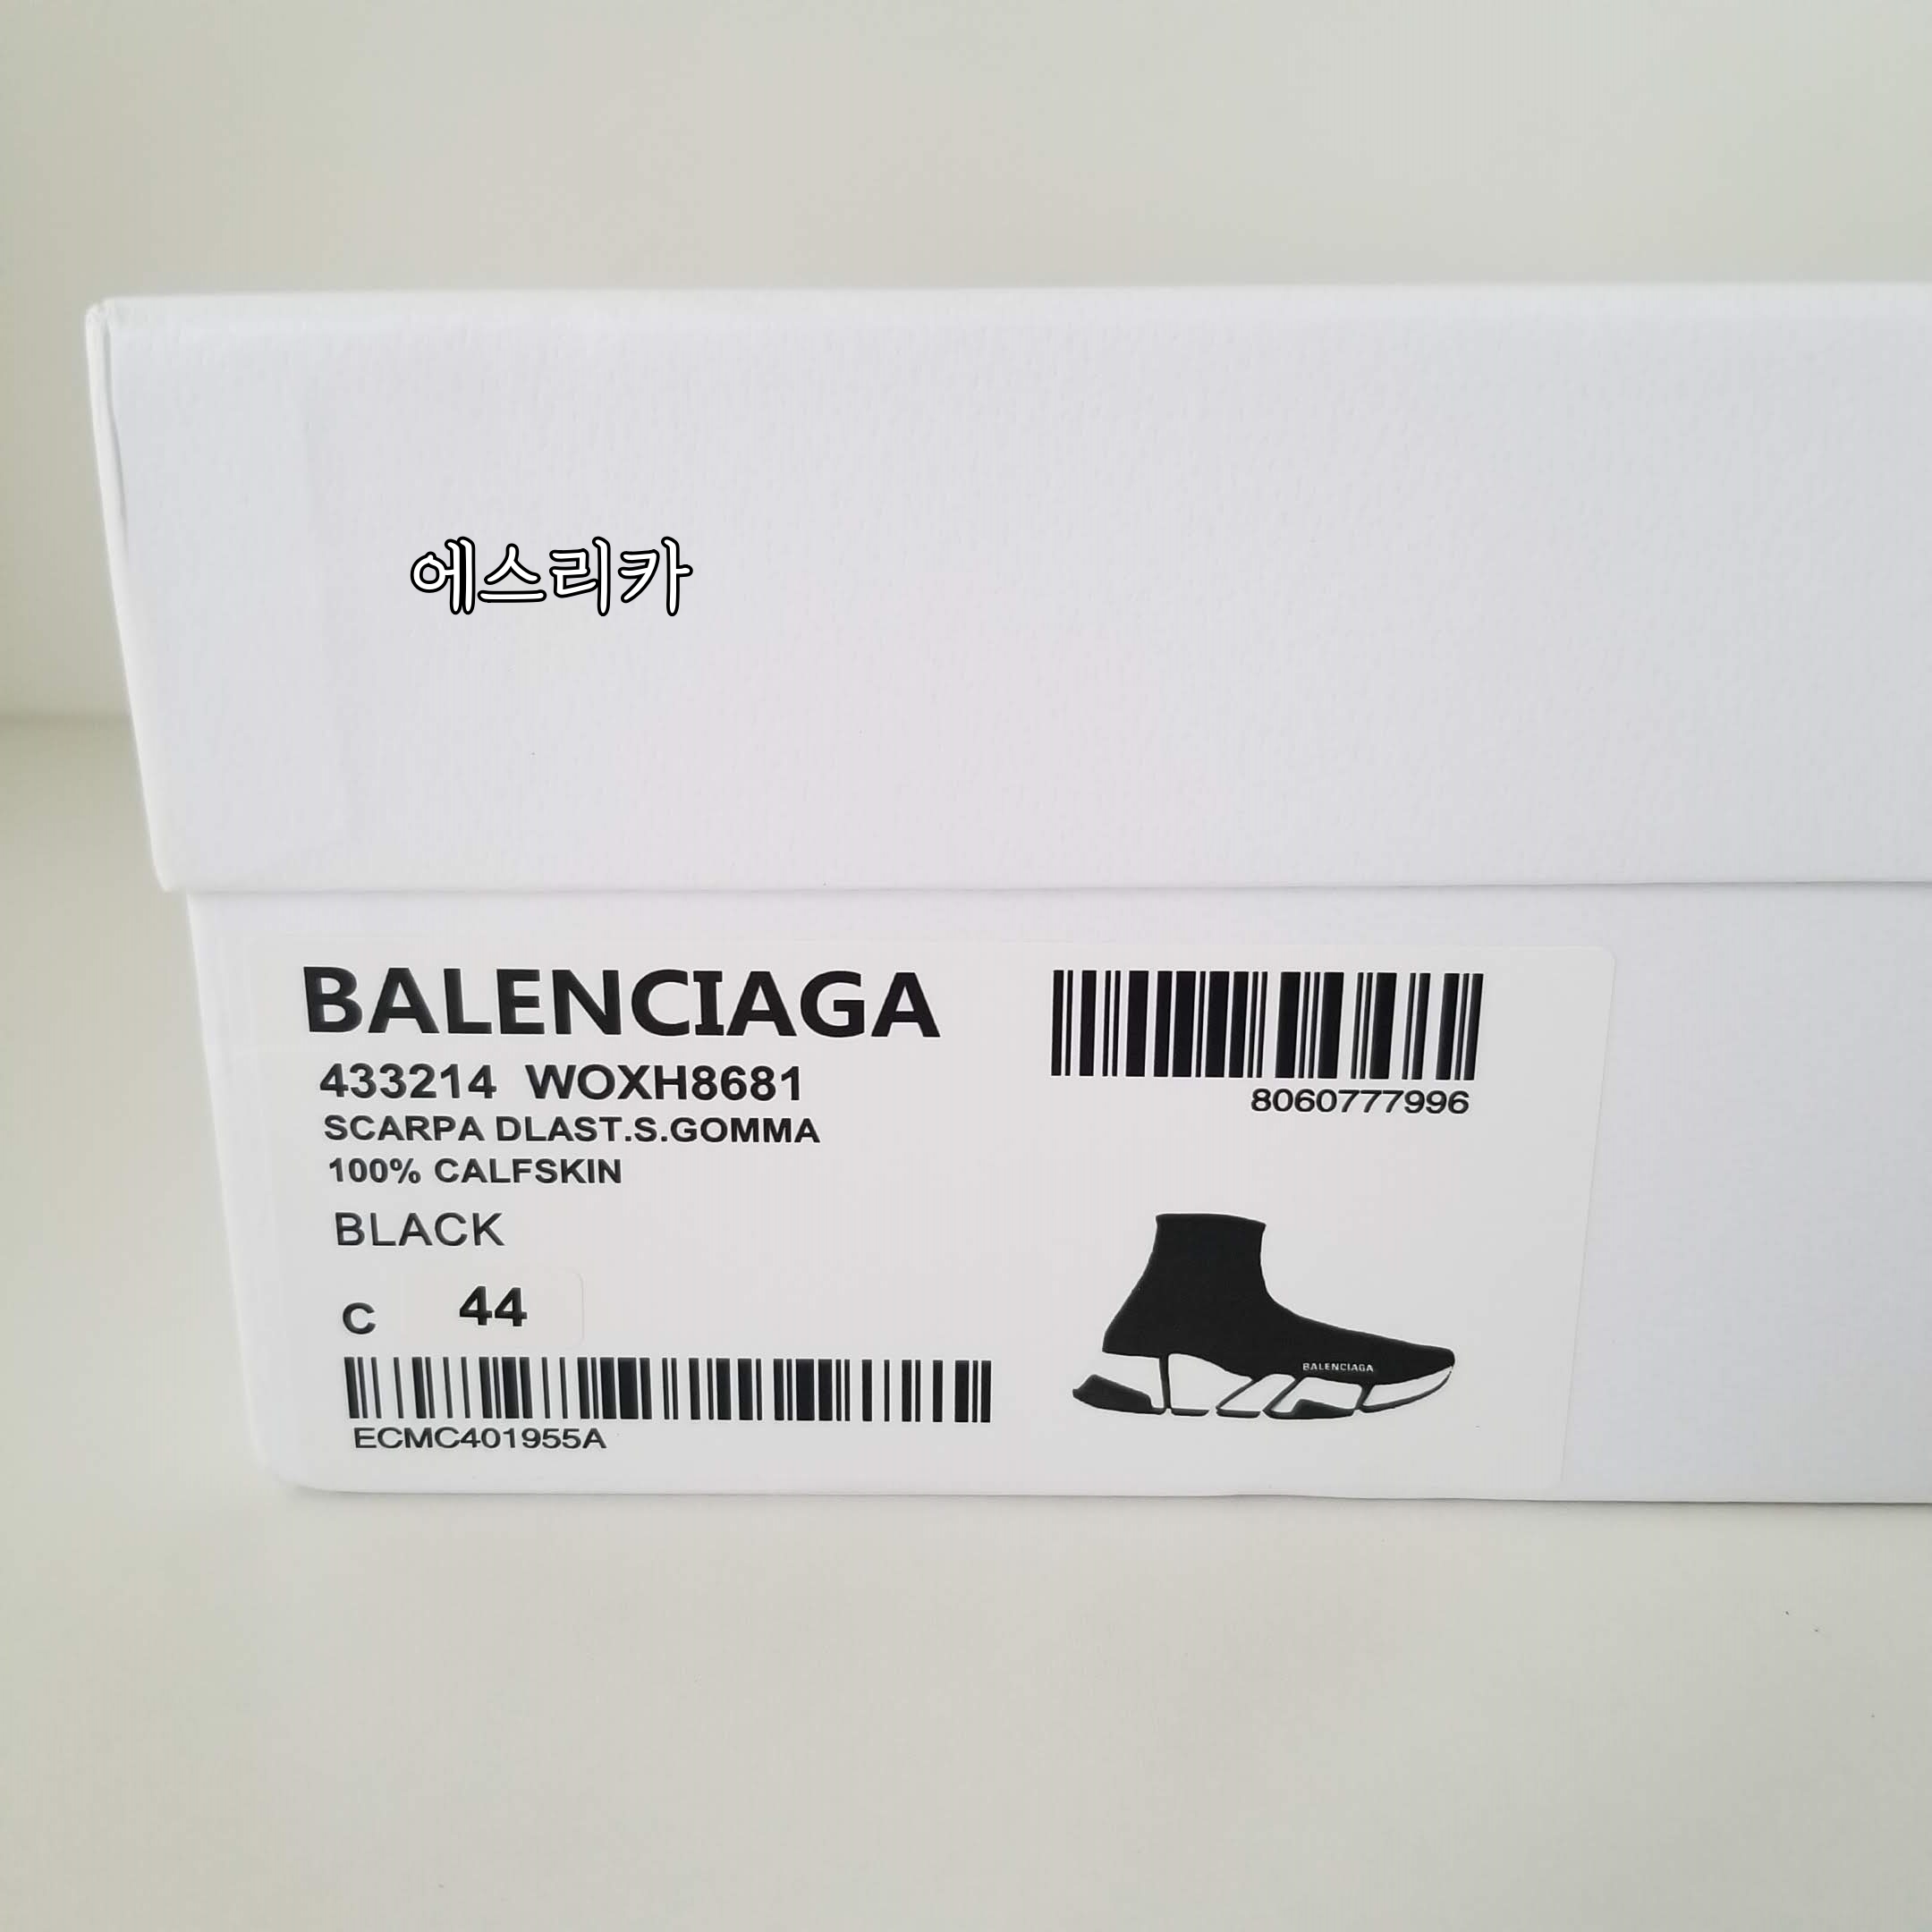 에스리카
BALENCIAGA
433214 WOXH8681
SCARPA DLAST.S.GOMMA
100% CALFSKIN
BLACK
C 44
ECMC401955A
8060777996
BALENCIAGA